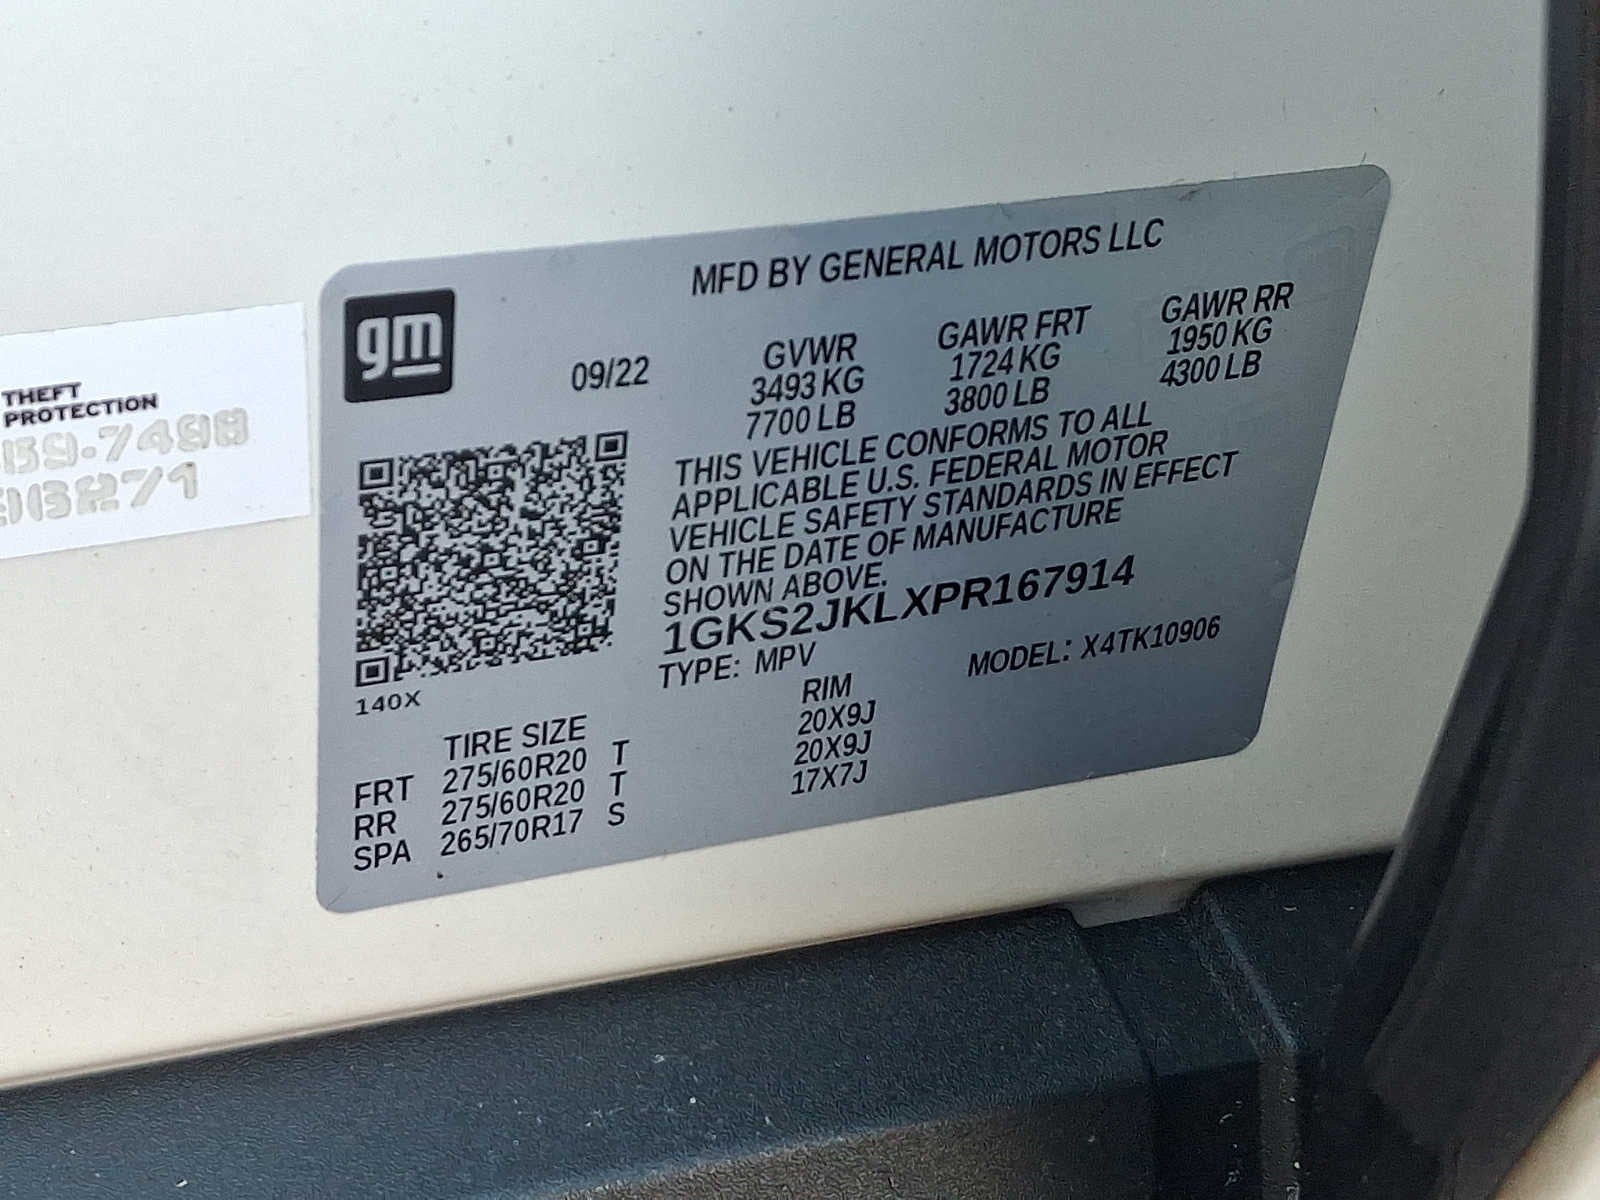 MFD BY GENERAL MOTORS LLC
gm
09/22
GVWR GAWR FRT GAWR RR
3493 KG 1724 KG 1950 KG
7700 LB 3800 LB 4300 LB
THIS VEHICLE CONFORMS TO ALL
APPLICABLE U.S. FEDERAL MOTOR
VEHICLE SAFETY STANDARDS IN EFFECT
ON THE DATE OF MANUFACTURE
SHOWN ABOVE.
1GKS2JKLXPR167914
TYPE: MPV MODEL: X4TK10906
140X
TIRE SIZE RIM
FRT 275/60R20 T 20X9J
RR 275/60R20 T 20X9J
SPA 265/70R17 S 17X7J
THEFT
PROTECTION